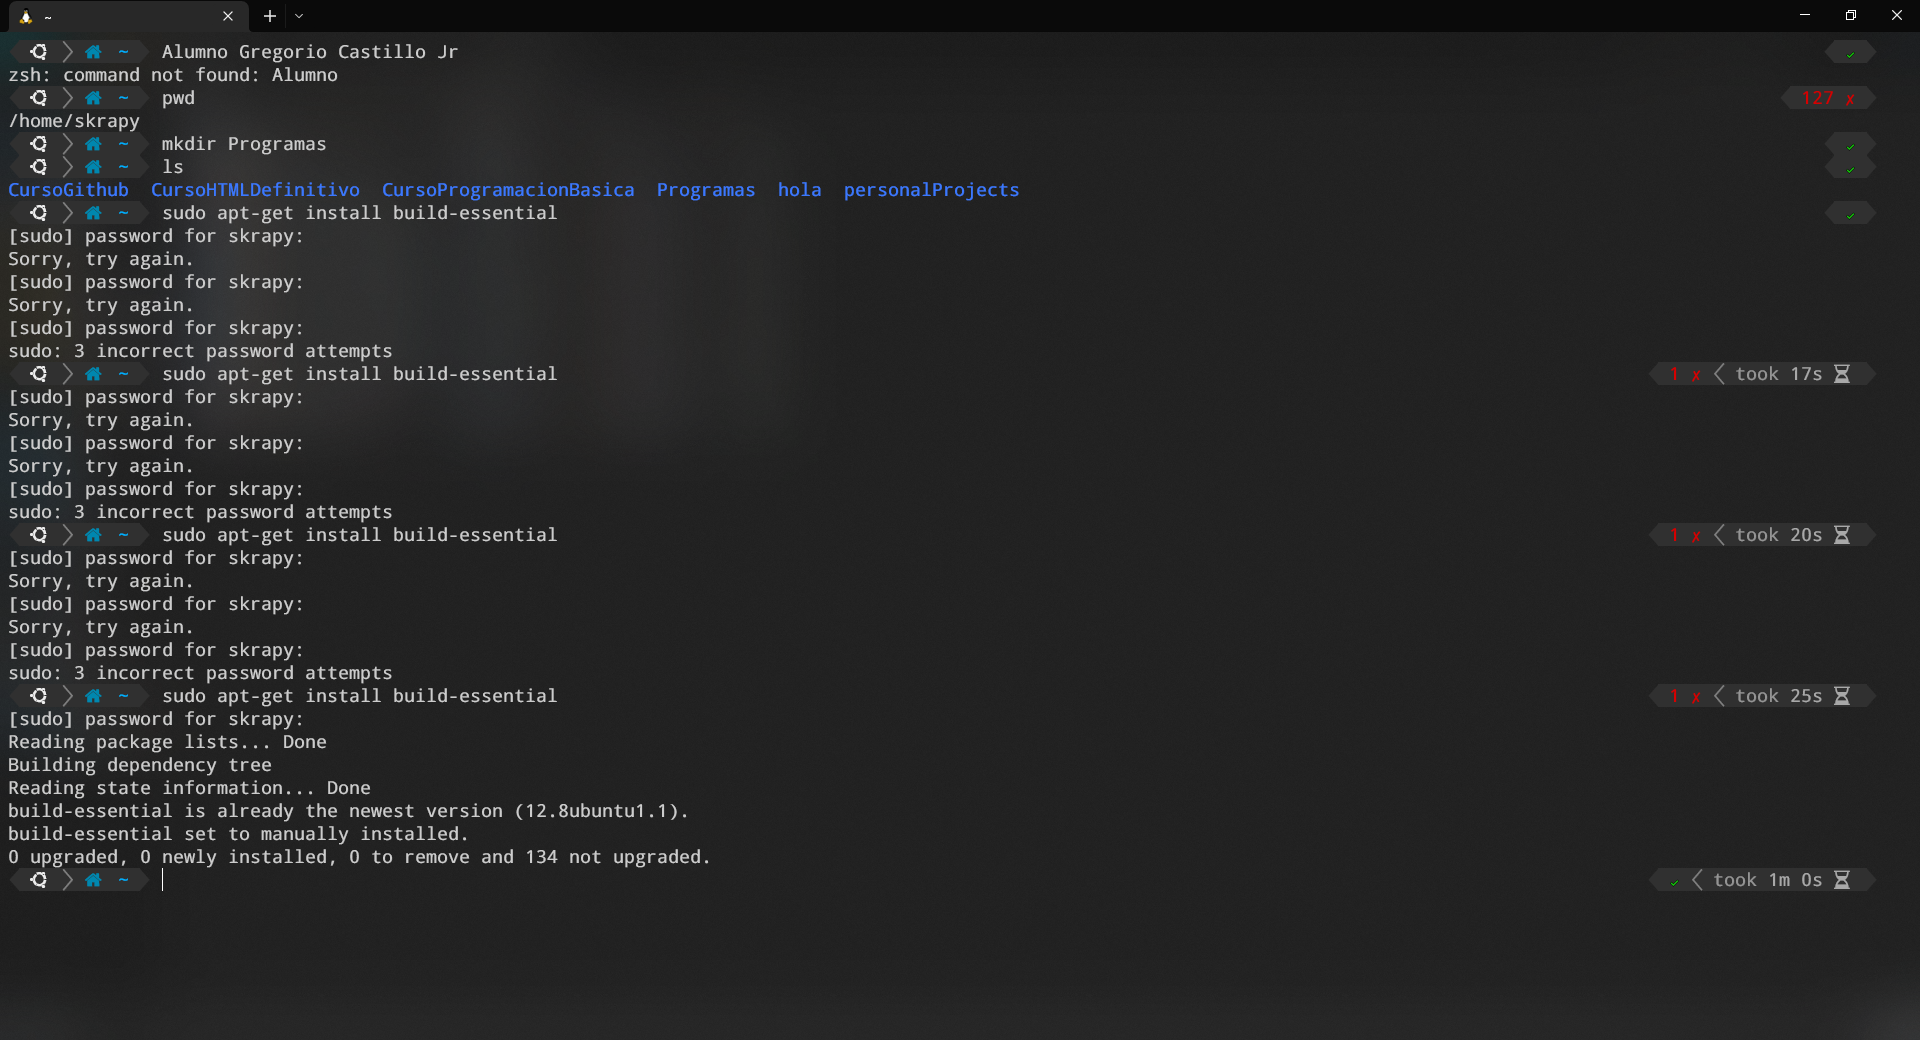 ~
~ Alumno Gregorio Castillo Jr
zsh: command not found: Alumno
~ pwd 127 x
/home/skrapy
~ mkdir Programas
~ ls
CursoGithub CursoHTMLDefinitivo CursoProgramacionBasica Programas hola personalProjects
~ sudo apt-get install build-essential
[sudo] password for skrapy:
Sorry, try again.
[sudo] password for skrapy:
Sorry, try again.
[sudo] password for skrapy:
sudo: 3 incorrect password attempts
~ sudo apt-get install build-essential 1 x took 17s
[sudo] password for skrapy:
Sorry, try again.
[sudo] password for skrapy:
Sorry, try again.
[sudo] password for skrapy:
sudo: 3 incorrect password attempts
~ sudo apt-get install build-essential 1 x took 20s
[sudo] password for skrapy:
Sorry, try again.
[sudo] password for skrapy:
Sorry, try again.
[sudo] password for skrapy:
sudo: 3 incorrect password attempts
~ sudo apt-get install build-essential 1 x took 25s
[sudo] password for skrapy:
Reading package lists... Done
Building dependency tree
Reading state information... Done
build-essential is already the newest version (12.8ubuntu1.1).
build-essential set to manually installed.
0 upgraded, 0 newly installed, 0 to remove and 134 not upgraded.
~ took 1m 0s